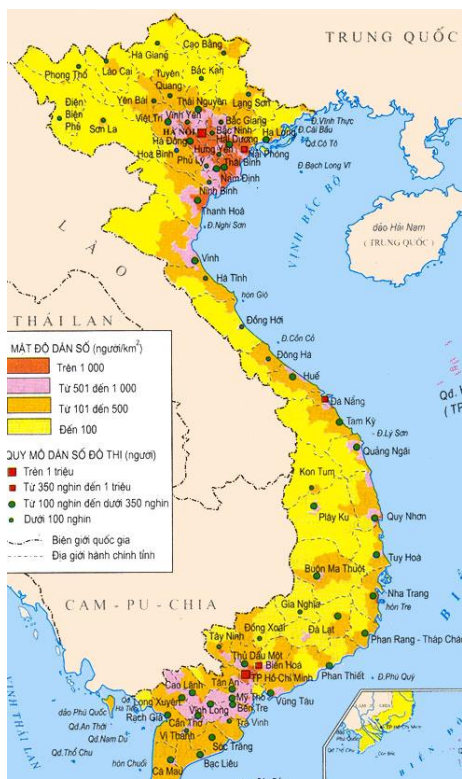 TRUNG QUỐC
Hà Giang
Cao Bằng
Phong Thổ
Lào Cai
Tuyên
Quang
Bắc Kạn
Điện
Biên
Phủ
Sơn La
Yên Bái
Thái Nguyên
Lạng Sơn
Việt Trì
Vĩnh Yên
Bắc Giang
HÀ NỘI
Bắc Ninh
Hải Dương
Hạ Long
Đ.Vĩnh Thực
Đ.Cái Bầu
Qđ.Cô Tô
Hà Đông
Hưng Yên
Hải Phòng
Hoà Bình
Phủ Lý
Thái Bình
Đ.Bạch Long Vĩ
Nam Định
Ninh Bình
Thanh Hoá
VỊNH BẮC BỘ
đảo Hải Nam
(TRUNG QUỐC)
LÀO
Đ.Nghi Sơn
Vinh
Hà Tĩnh
hòn Gió
THÁI LAN
Đồng Hới
Đ.Cồn Cỏ
Đông Hà
Huế
Đà Nẵng
Tam Kỳ
Đ.Lý Sơn
Quảng Ngãi
Kon Tum
Plây Ku
Quy Nhơn
Tuy Hoà
Buôn Ma Thuột
Nha Trang
hòn Tre
Gia Nghĩa
Đà Lạt
Đồng Xoài
Tây Ninh
Phan Rang - Tháp Chàm
Thủ Dầu Một
Biên Hoà
TP Hồ Chí Minh
Phan Thiết
Đ.Phú Quý
Vũng Tàu
Tân An
Mỹ Tho
Bến Tre
Cao Lãnh
Long Xuyên
Vĩnh Long
Trà Vinh
Rạch Giá
Cần Thơ
Vị Thanh
Sóc Trăng
Bạc Liêu
Cà Mau
Hà Tiên
đảo Phú Quốc
Qđ.An Thới
Qđ.Nam Du
Qđ.Thổ Chu
hòn Chuối
VỊNH THÁI LAN
CAM - PU - CHIA
MẬT ĐỘ DÂN SỐ (người/km2)
Trên 1 000
Từ 501 đến 1 000
Từ 101 đến 500
Đến 100
QUY MÔ DÂN SỐ ĐÔ THỊ (người)
Trên 1 triệu
Từ 350 nghìn đến 1 triệu
Từ 100 nghìn đến dưới 350 nghìn
Dưới 100 nghìn
Biên giới quốc gia
Địa giới hành chính tỉnh